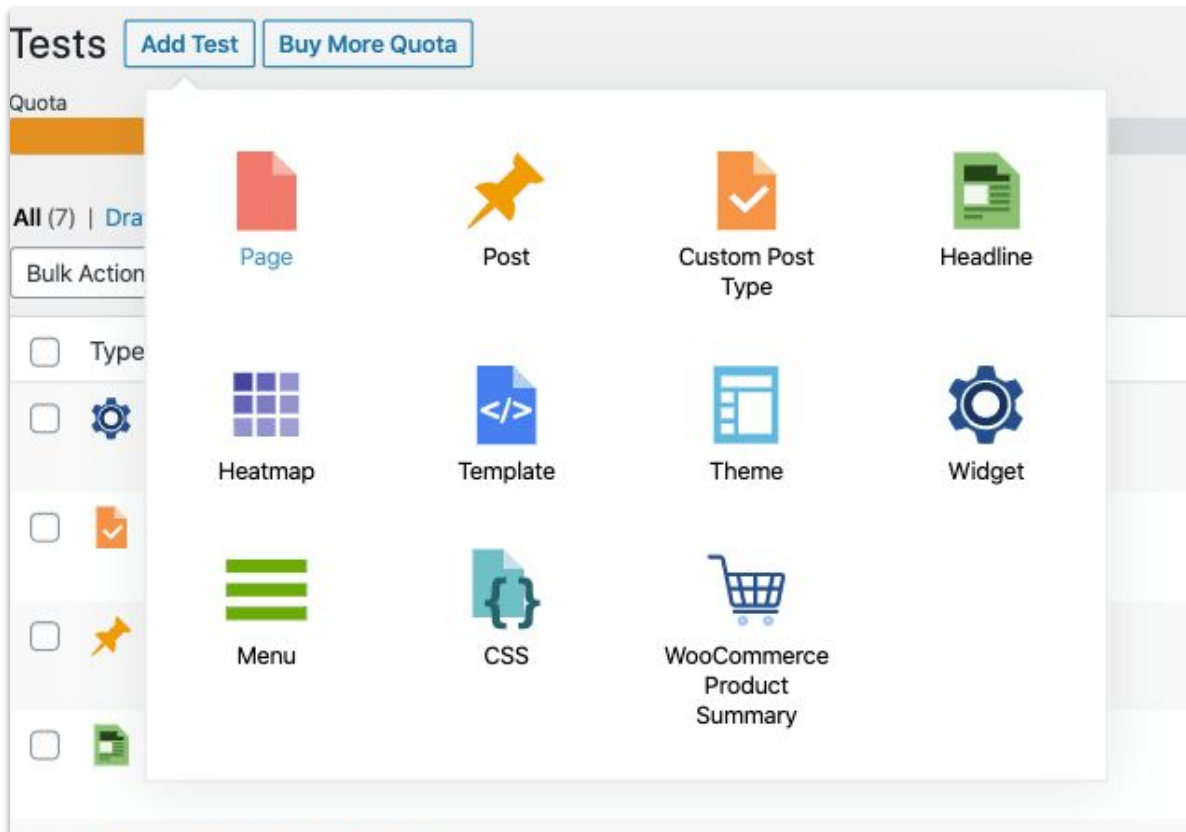 Tests Add Test Buy More Quota
Quota
All (7) | Dra
Bulk Action
Type
Page Post Custom Post Headline
Type
Heatmap Template Theme Widget
</>
Menu CSS WooCommerce
{}
Product
Summary